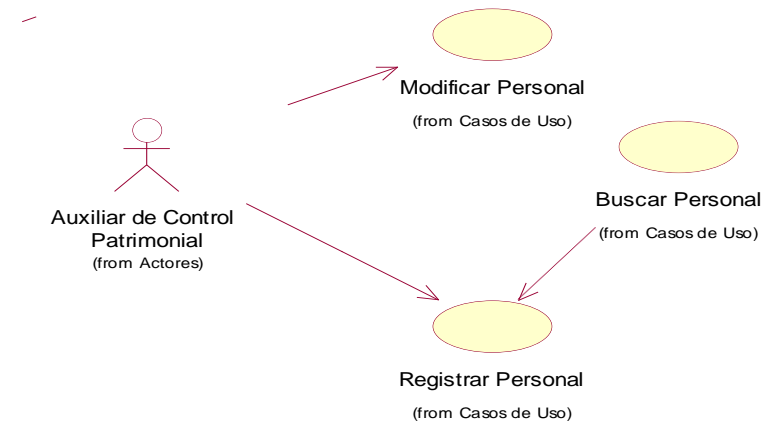 Modificar Personal
(from Casos de Uso)
Auxiliar de Control
Patrimonial
(from Actores)
Buscar Personal
(from Casos de Uso)
Registrar Personal
(from Casos de Uso)